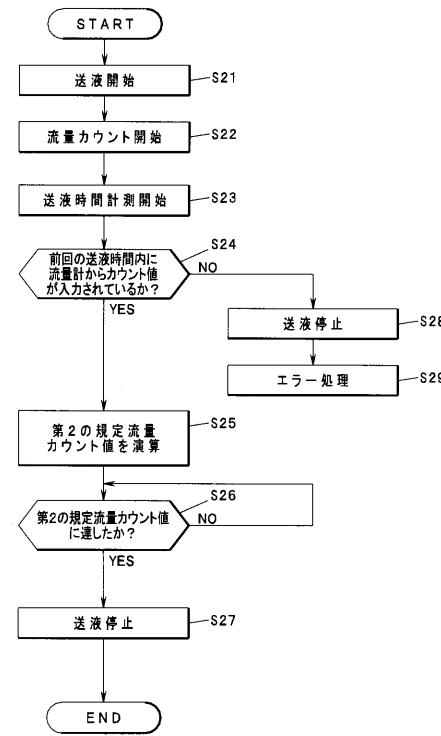 START
送液開始
S21
流量カウント開始
S22
送液時間計測開始
S23
前回の送液時間内に
流量計からカウント値
が入力されているか?
S24
NO
YES
送液停止
S28
エラー処理
S29
第2の規定流量
カウント値を演算
S25
第2の規定流量カウント値
に達したか?
S26
NO
YES
送液停止
S27
END